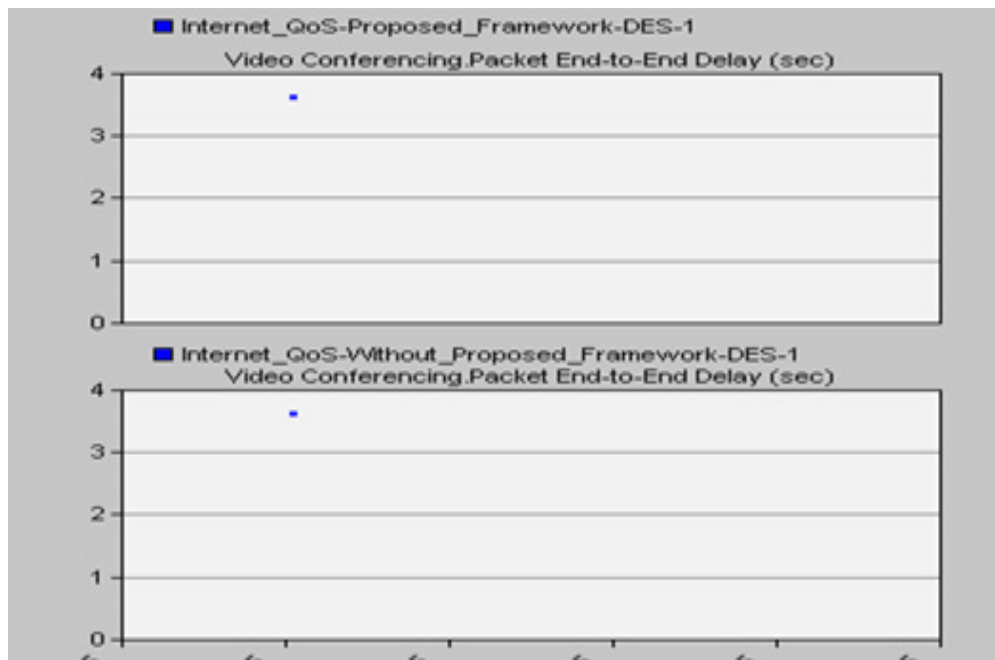 Internet_QoS-Proposed_Framework-DES-1
Video Conferencing.Packet End-to-End Delay (sec)
4
3
2
1
0
Internet_QoS-Without_Proposed_Framework-DES-1
Video Conferencing.Packet End-to-End Delay (sec)
4
3
2
1
0